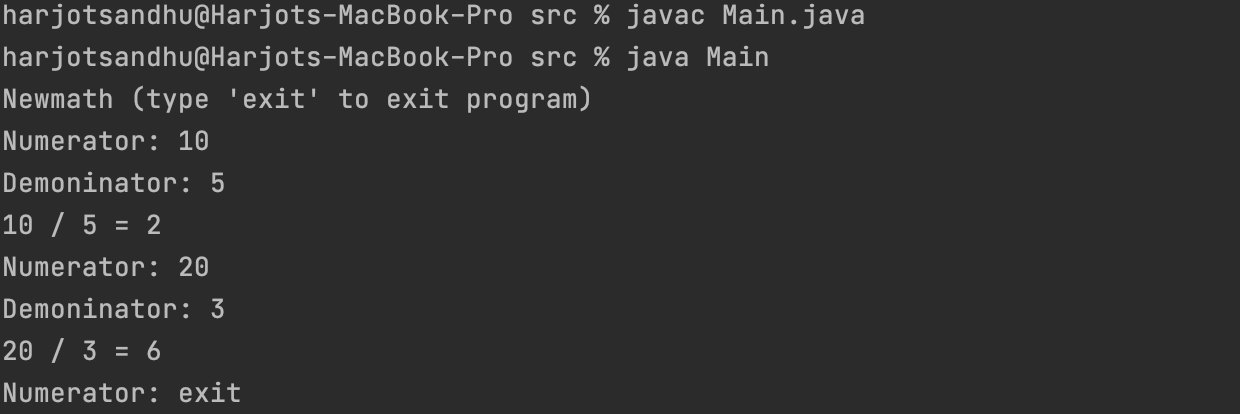 harjotsandhu@Harjots-MacBook-Pro src % javac Main.java
harjotsandhu@Harjots-MacBook-Pro src % java Main
Newmath (type 'exit' to exit program)
Numerator: 10
Demoninator: 5
10 / 5 = 2
Numerator: 20
Demoninator: 3
20 / 3 = 6
Numerator: exit